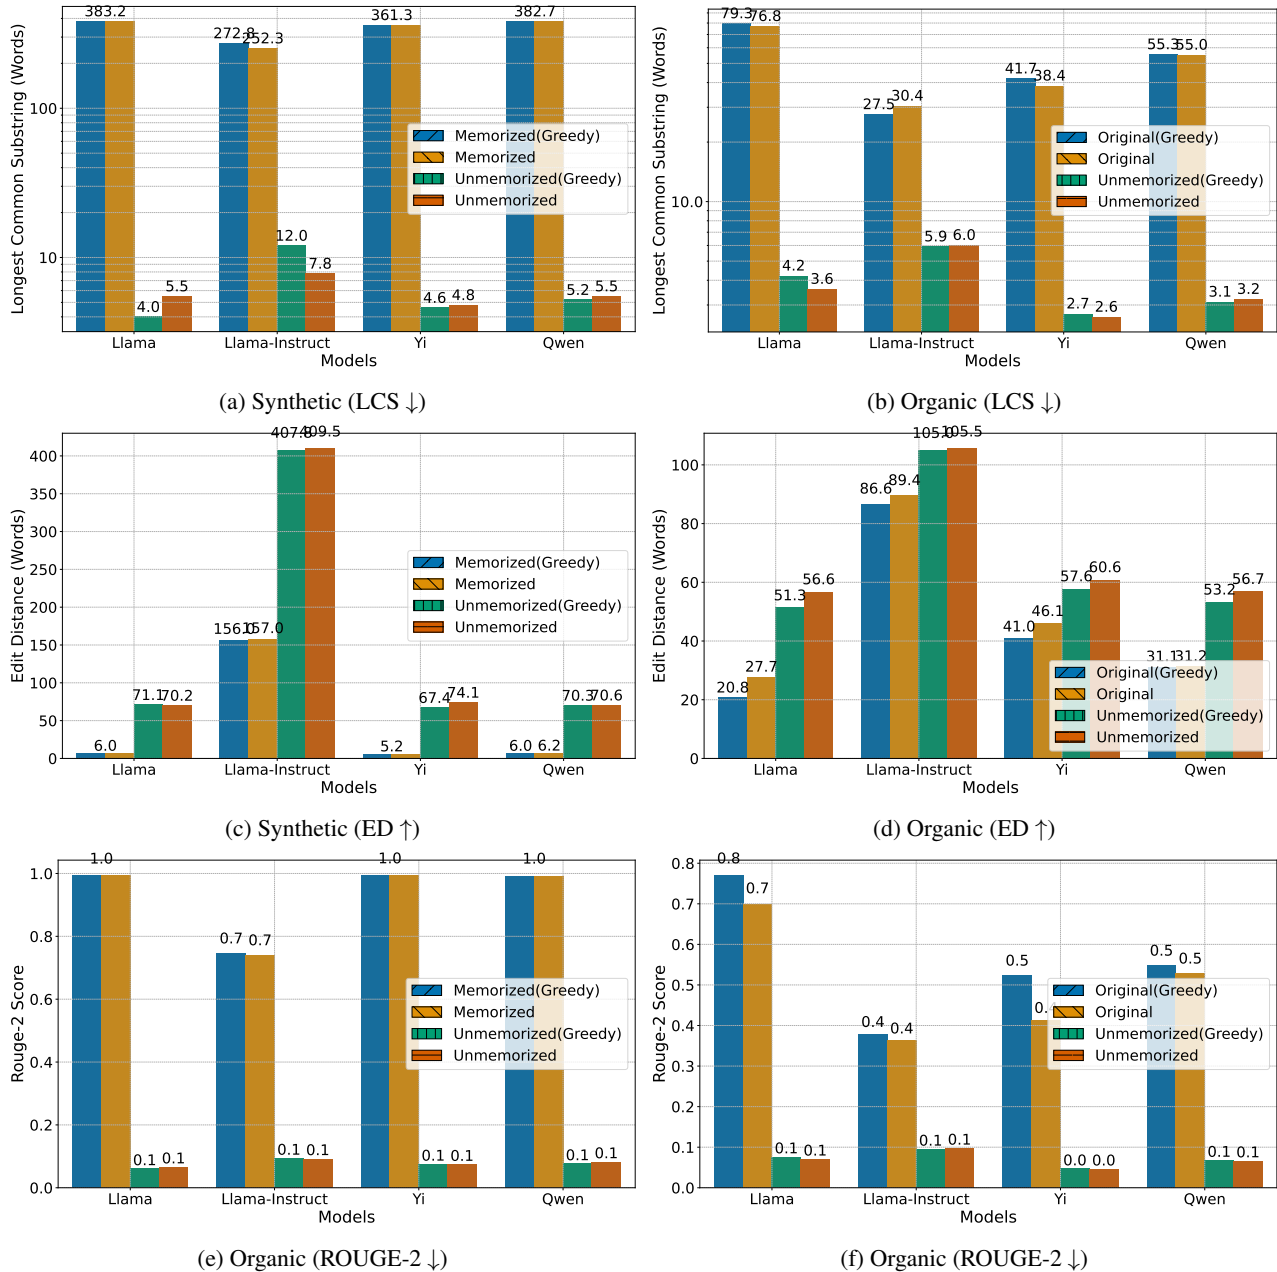 383.2
272.8
252.3
361.3
382.7
100
10
12.0
7.8
5.5
4.0
4.6
4.8
5.2
5.5
Longest Common Substring (Words)
Memorized(Greedy)
Memorized
Unmemorized(Greedy)
Unmemorized
Llama
Llama-Instruct
Yi
Qwen
Models
(a) Synthetic (LCS ↓)
79.3
76.8
27.5
30.4
41.7
38.4
55.3
55.0
10.0
4.2
3.6
5.9
6.0
2.7
2.6
3.1
3.2
Longest Common Substring (Words)
Original(Greedy)
Original
Unmemorized(Greedy)
Unmemorized
Llama
Llama-Instruct
Yi
Qwen
Models
(b) Organic (LCS ↓)
400
350
300
250
200
150
100
50
0
Edit Distance (Words)
6.0
71.1
70.2
156.0
157.0
409.5
5.2
67.4
74.1
6.0
6.2
70.3
70.6
Memorized(Greedy)
Memorized
Unmemorized(Greedy)
Unmemorized
Llama
Llama-Instruct
Yi
Qwen
Models
(c) Synthetic (ED ↑)
100
80
60
40
20
0
Edit Distance (Words)
20.8
27.7
51.3
56.6
86.6
89.4
105.0
105.5
41.0
46.1
57.6
60.6
31.1
31.2
53.2
56.7
Original(Greedy)
Original
Unmemorized(Greedy)
Unmemorized
Llama
Llama-Instruct
Yi
Qwen
Models
(d) Organic (ED ↑)
1.0
0.8
0.6
0.4
0.2
0.0
Rouge-2 Score
1.0
0.1
0.1
0.7
0.7
0.1
0.1
1.0
0.1
0.1
1.0
0.1
0.1
Memorized(Greedy)
Memorized
Unmemorized(Greedy)
Unmemorized
Llama
Llama-Instruct
Yi
Qwen
Models
(e) Organic (ROUGE-2 ↓)
0.8
0.7
0.6
0.5
0.4
0.3
0.2
0.1
0.0
Rouge-2 Score
0.8
0.7
0.1
0.1
0.4
0.4
0.1
0.1
0.5
0.0
0.0
0.5
0.5
0.1
0.1
Original(Greedy)
Original
Unmemorized(Greedy)
Unmemorized
Llama
Llama-Instruct
Yi
Qwen
Models
(f) Organic (ROUGE-2 ↓)